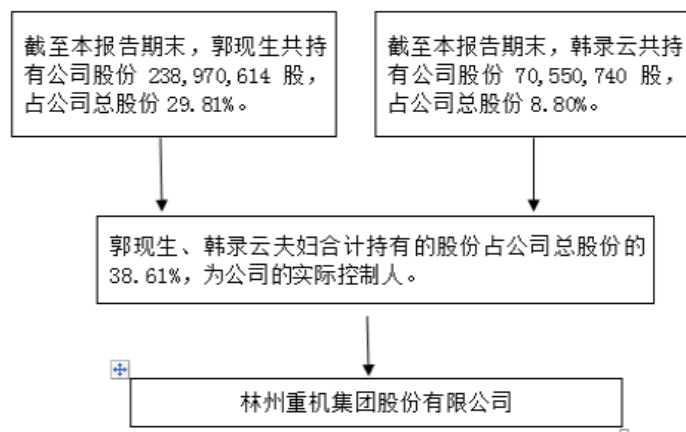 截至本报告期末，郭现生共持
有公司股份 238,970,614 股，
占公司总股份 29.81%。
截至本报告期末，韩录云共持
有公司股份 70,550,740 股，
占公司总股份 8.80%。
郭现生、韩录云夫妇合计持有的股份占公司总股份的
38.61%，为公司的实际控制人。
林州重机集团股份有限公司